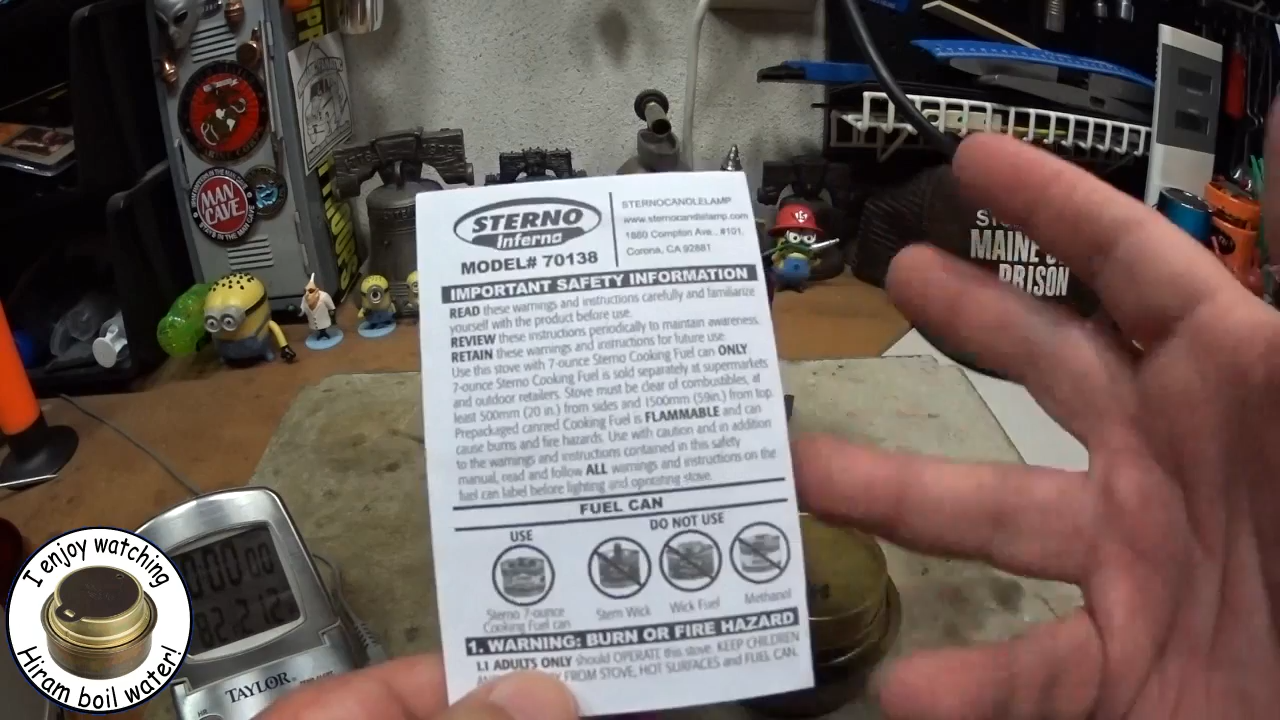 STERNO
Inferno
MODEL# 70138
STERNOCANDLELAMP
www.sternocandlelamp.com
1880 Compton Ave., #101,
Corona, CA 92881
IMPORTANT SAFETY INFORMATION
READ these warnings and instructions carefully and familiarize
yourself with the product before use.
REVIEW these instructions periodically to maintain awareness.
RETAIN these warnings and instructions for future use.
Use this stove with 7-ounce Sterno Cooking Fuel can ONLY
7-ounce Sterno Cooking Fuel is sold separately at supermarkets
and outdoor retailers. Stove must be clear of combustibles, at
least 500mm (20 in.) from sides and 1500mm (59in.) from top.
Prepackaged canned Cooking Fuel is FLAMMABLE and can
cause burns and fire hazards. Use with caution and in addition
to the warnings and instructions contained in this safety
manual, read and follow ALL warnings and instructions on the
fuel can label before lighting and operating stove.
FUEL CAN
USE
DO NOT USE
Sterno 7-ounce
Cooking Fuel can
Stem Wick
Wick Fuel
Methanol
1. WARNING: BURN OR FIRE HAZARD
1.1 ADULTS ONLY should OPERATE this stove. KEEP CHILDREN
FROM STOVE, HOT SURFACES and FUEL CAN.
MAN
CAVE
MAINE
PRISON
TAYLOR
I enjoy watching
Hiram boil water!